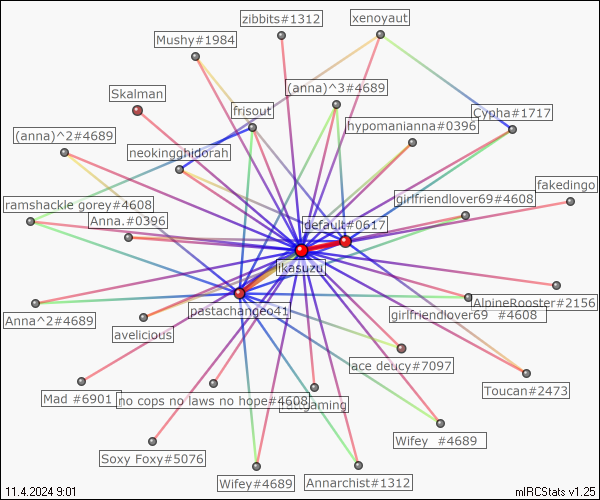 zibbits#1312
xenoyaut
Mushy#1984
(anna)^3#4689
Skalman
frisout
Cypha#1717
hypomanianna#0396
(anna)^2#4689
neokingghidorah
fakedingo
ramshackle gorey#4608
girlfriendlover69#4608
Anna.#0396
default#0617
ikasuzu
AlpineRooster#2156
pastachangeo41
girlfriendlover69 #4608
Anna^2#4689
avelicious
ace deucy#7097
Toucan#2473
Mad #6901
no cops no laws no hope#4608
gaming
Wifey #4689
Soxy Foxy#5076
Wifey#4689
Annarchist#1312
11.4.2024 9:01
mIRCStats v1.25